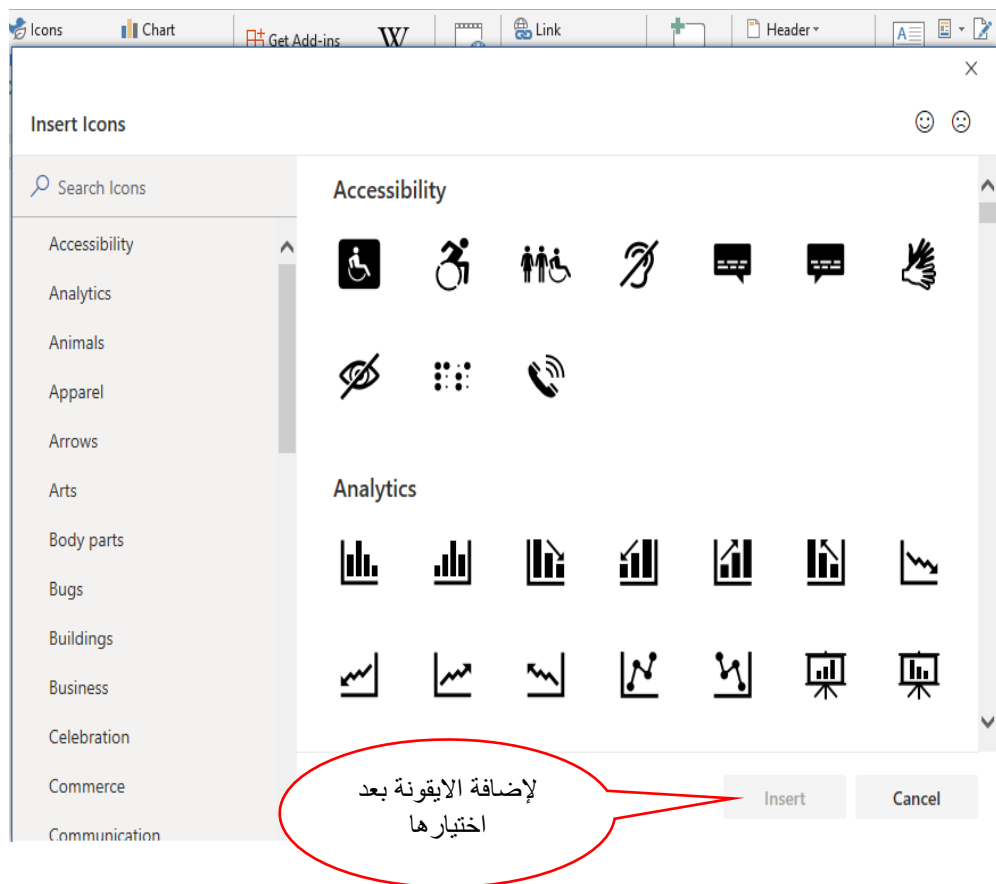 Icons
Chart
Get Add-ins
W
Link
Header
A
Insert Icons
Search Icons
Accessibility
Analytics
Animals
Apparel
Arrows
Arts
Body parts
Bugs
Buildings
Business
Celebration
Commerce
Communication
Accessibility
Analytics
لإضافة الايقونة بعد
اختيارها
Insert
Cancel